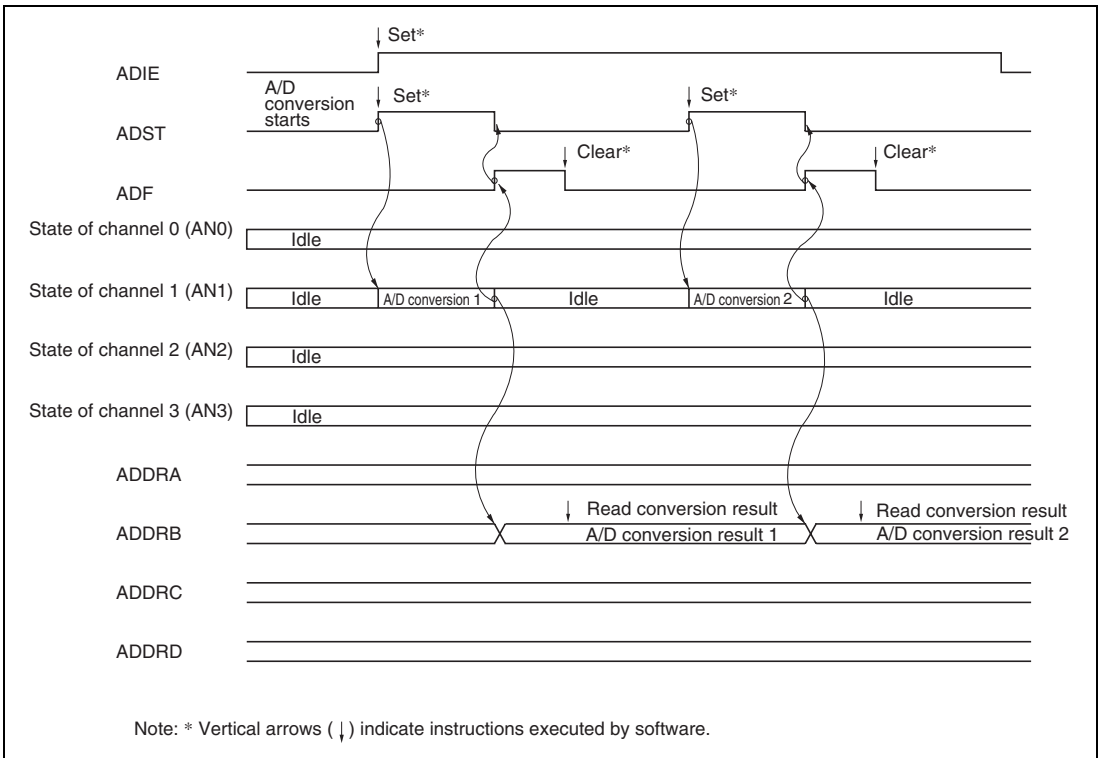 Set*
ADIE
A/D conversion starts
Set*
Set*
ADST
Clear*
Clear*
ADF
State of channel 0 (AN0)
Idle
State of channel 1 (AN1)
Idle
A/D conversion 1
Idle
A/D conversion 2
Idle
State of channel 2 (AN2)
Idle
State of channel 3 (AN3)
Idle
ADDRA
Read conversion result
Read conversion result
ADDRB
A/D conversion result 1
A/D conversion result 2
ADDRC
ADDRD
Note: * Vertical arrows (↓) indicate instructions executed by software.